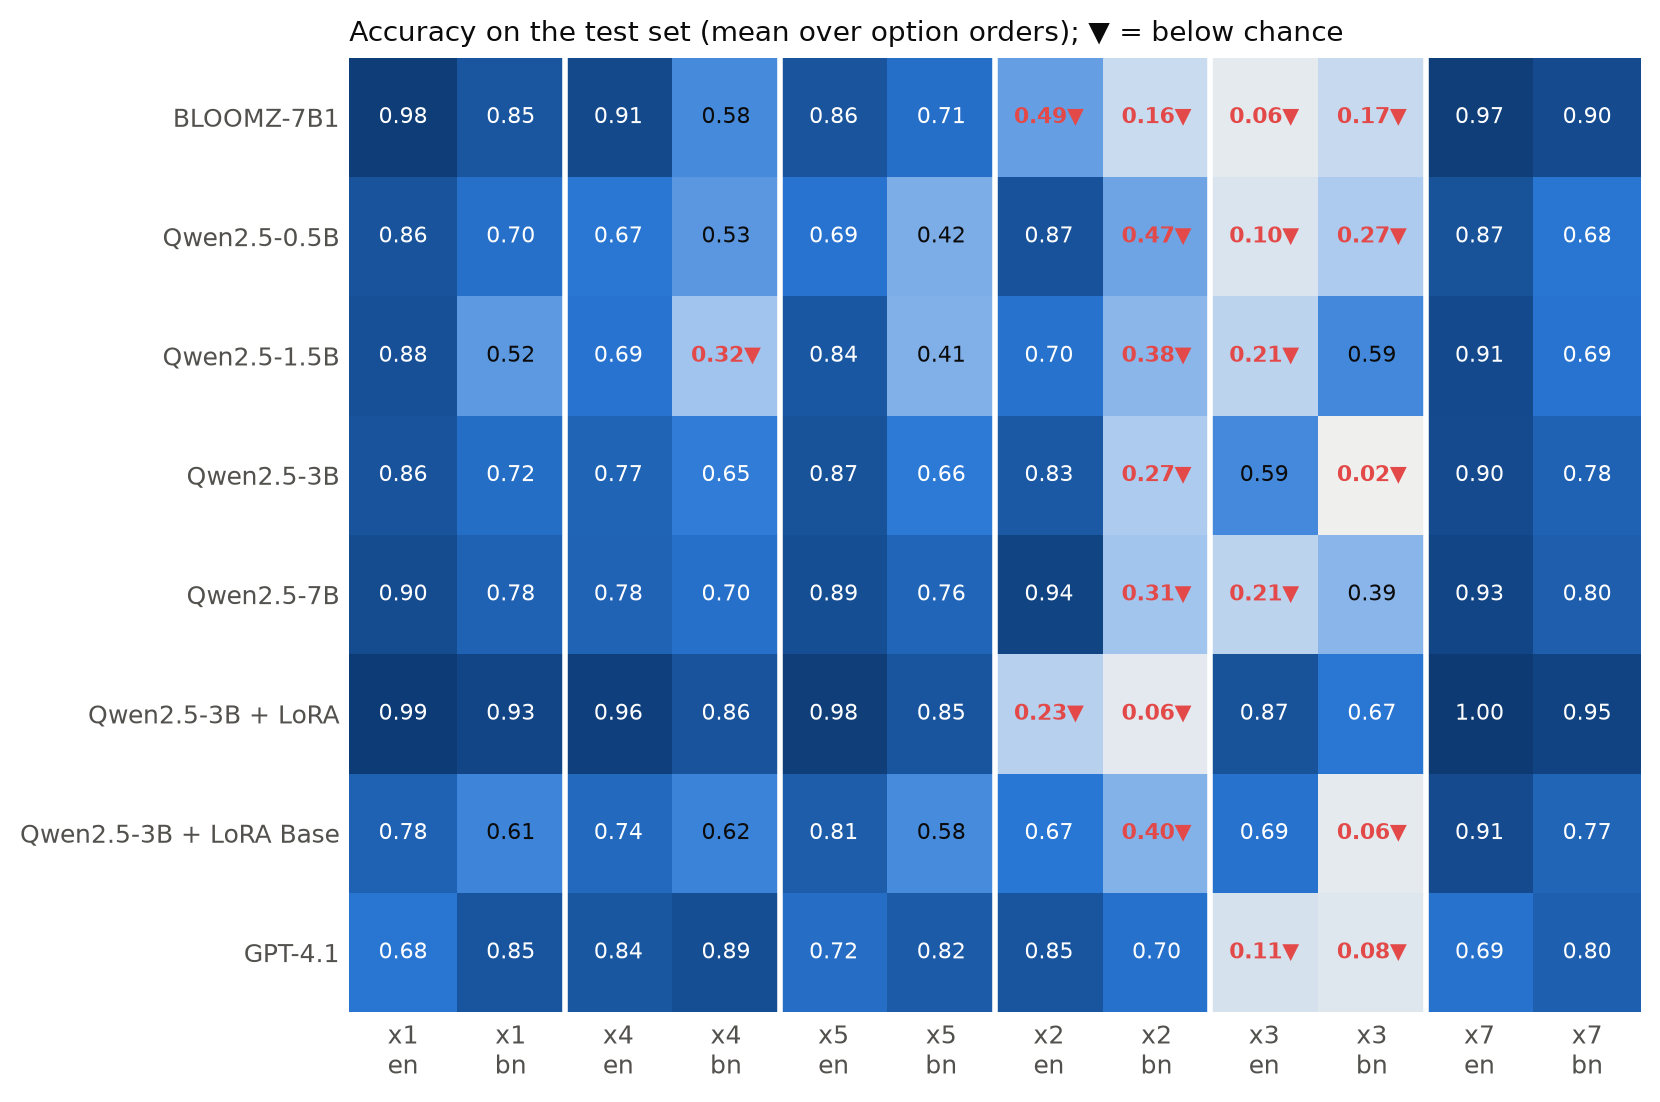 Accuracy on the test set (mean over option orders); ▼ = below chance
BLOOMZ-7B1 0.98 0.85 0.91 0.58 0.86 0.71 0.49▼ 0.16▼ 0.06▼ 0.17▼ 0.97 0.90
Qwen2.5-0.5B 0.86 0.70 0.67 0.53 0.69 0.42 0.87 0.47▼ 0.10▼ 0.27▼ 0.87 0.68
Qwen2.5-1.5B 0.88 0.52 0.69 0.32▼ 0.84 0.41 0.70 0.38▼ 0.21▼ 0.59 0.91 0.69
Qwen2.5-3B 0.86 0.72 0.77 0.65 0.87 0.66 0.83 0.27▼ 0.59 0.02▼ 0.90 0.78
Qwen2.5-7B 0.90 0.78 0.78 0.70 0.89 0.76 0.94 0.31▼ 0.21▼ 0.39 0.93 0.80
Qwen2.5-3B + LoRA 0.99 0.93 0.96 0.86 0.98 0.85 0.23▼ 0.06▼ 0.87 0.67 1.00 0.95
Qwen2.5-3B + LoRA Base 0.78 0.61 0.74 0.62 0.81 0.58 0.67 0.40▼ 0.69 0.06▼ 0.91 0.77
GPT-4.1 0.68 0.85 0.84 0.89 0.72 0.82 0.85 0.70 0.11▼ 0.08▼ 0.69 0.80
x1 x1 x4 x4 x5 x5 x2 x2 x3 x3 x7 x7
en bn en bn en bn en bn en bn en bn